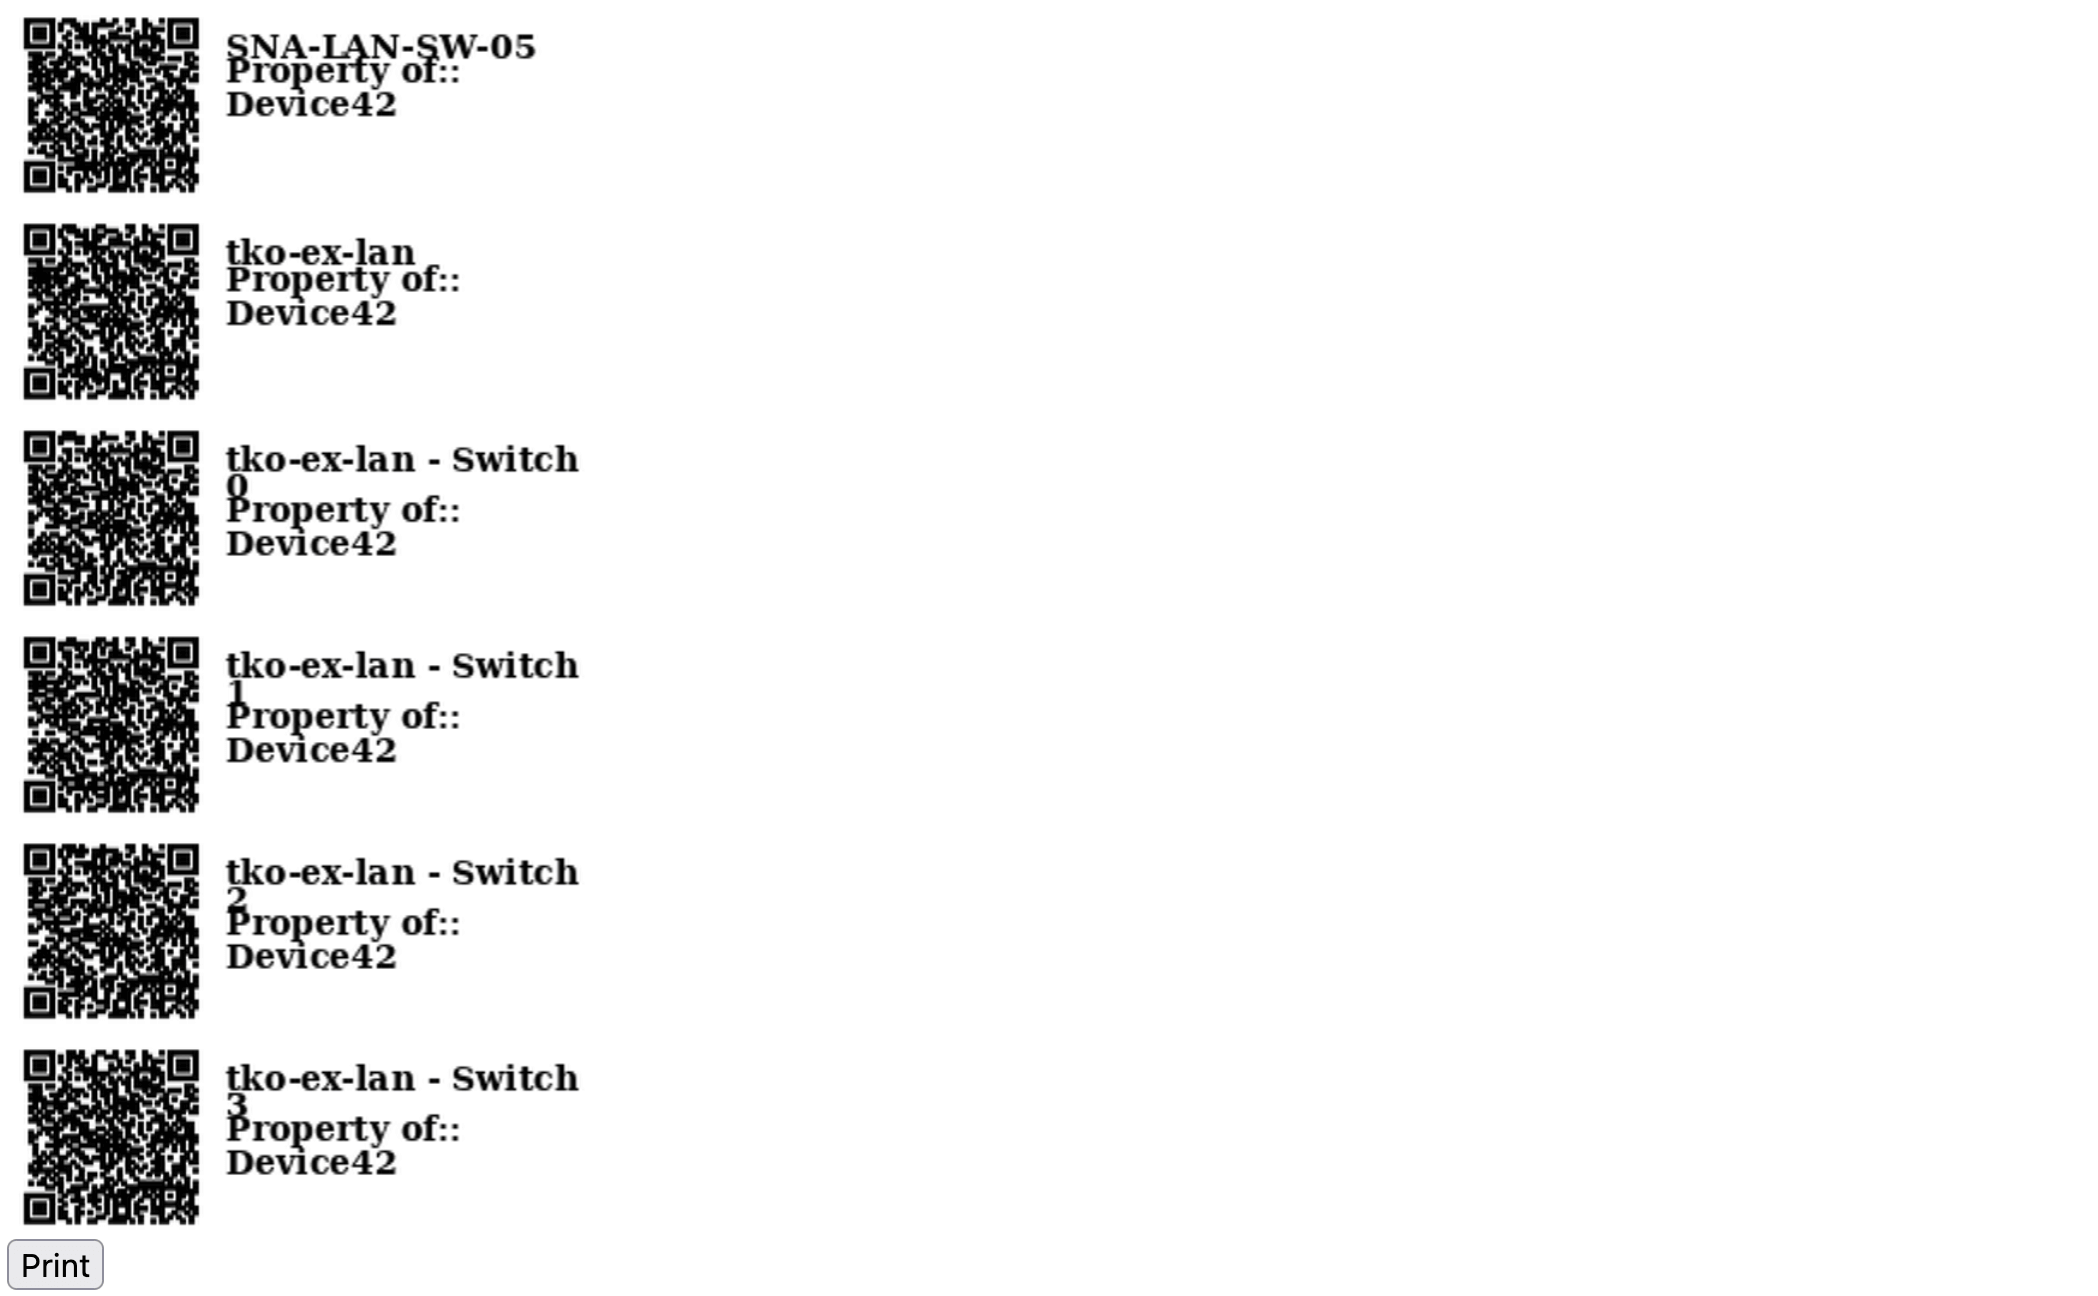 SNA-LAN-SW-05
Property of::
Device42
tko-ex-lan
Property of::
Device42
tko-ex-lan - Switch
0
Property of::
Device42
tko-ex-lan - Switch
1
Property of::
Device42
tko-ex-lan - Switch
2
Property of::
Device42
tko-ex-lan - Switch
3
Property of::
Device42
Print